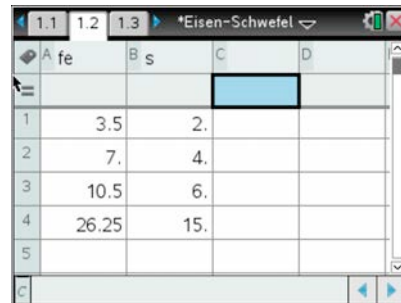 1.1 1.2 1.3 *Eisen-Schwefel
A fe B s C D
=
1 3.5 2.
2 7. 4.
3 10.5 6.
4 26.25 15.
5
C